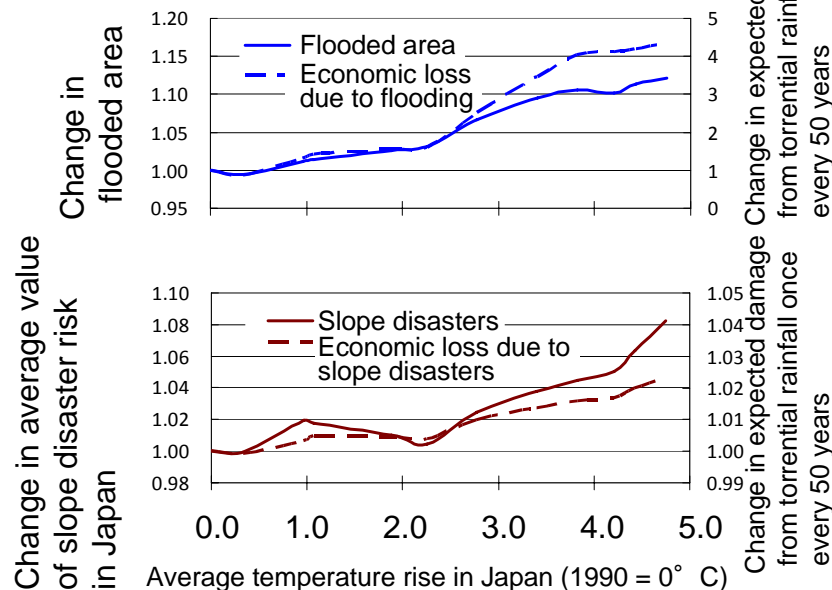 Change in
flooded area
1.20
1.15
1.10
1.05
1.00
0.95
Flooded area
Economic loss
due to flooding
5
4
3
2
1
0
Change in expected
from torrential
every 50 years
Change in average value
of slope disaster risk
in Japan
1.10
1.08
1.06
1.04
1.02
1.00
0.98
Slope disasters
Economic loss due to
slope disasters
1.05
1.04
1.03
1.02
1.01
1.00
0.99
Change in expected damage
from torrential rainfall once
every 50 years
0.0 1.0 2.0 3.0 4.0 5.0
Average temperature rise in Japan (1990 = 0° C)